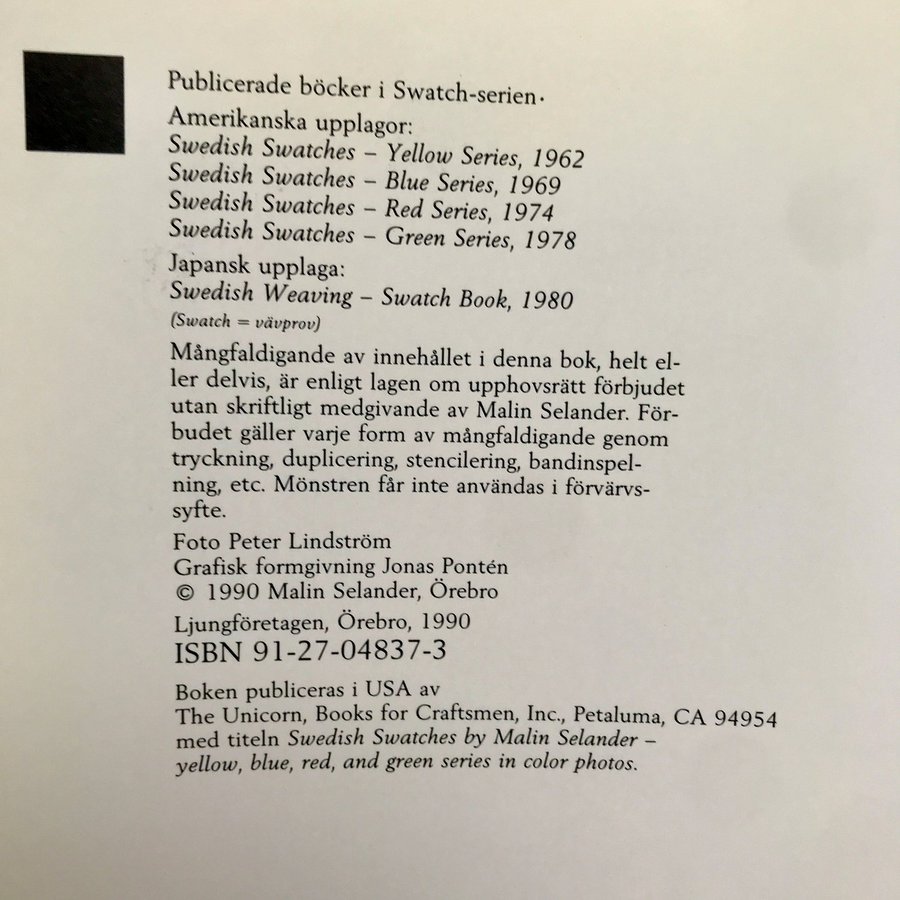 Publicerade böcker i Swatch-serien.
Amerikanska upplagor:
Swedish Swatches – Yellow Series, 1962
Swedish Swatches – Blue Series, 1969
Swedish Swatches – Red Series, 1974
Swedish Swatches – Green Series, 1978
Japansk upplaga:
Swedish Weaving – Swatch Book, 1980
(Swatch = vävprov)
Mångfaldigande av innehållet i denna bok, helt el-
ler delvis, är enligt lagen om upphovsrätt förbjudet
utan skriftligt medgivande av Malin Selander. För-
budet gäller varje form av mångfaldigande genom
tryckning, duplicering, stencilering, bandinspel-
ning, etc. Mönstren får inte användas i förvärvs-
syfte.
Foto Peter Lindström
Grafisk formgivning Jonas Pontén
© 1990 Malin Selander, Örebro
Ljungföretagen, Örebro, 1990
ISBN 91-27-04837-3
Boken publiceras i USA av
The Unicorn, Books for Craftsmen, Inc., Petaluma, CA 94954
med titeln Swedish Swatches by Malin Selander –
yellow, blue, red, and green series in color photos.